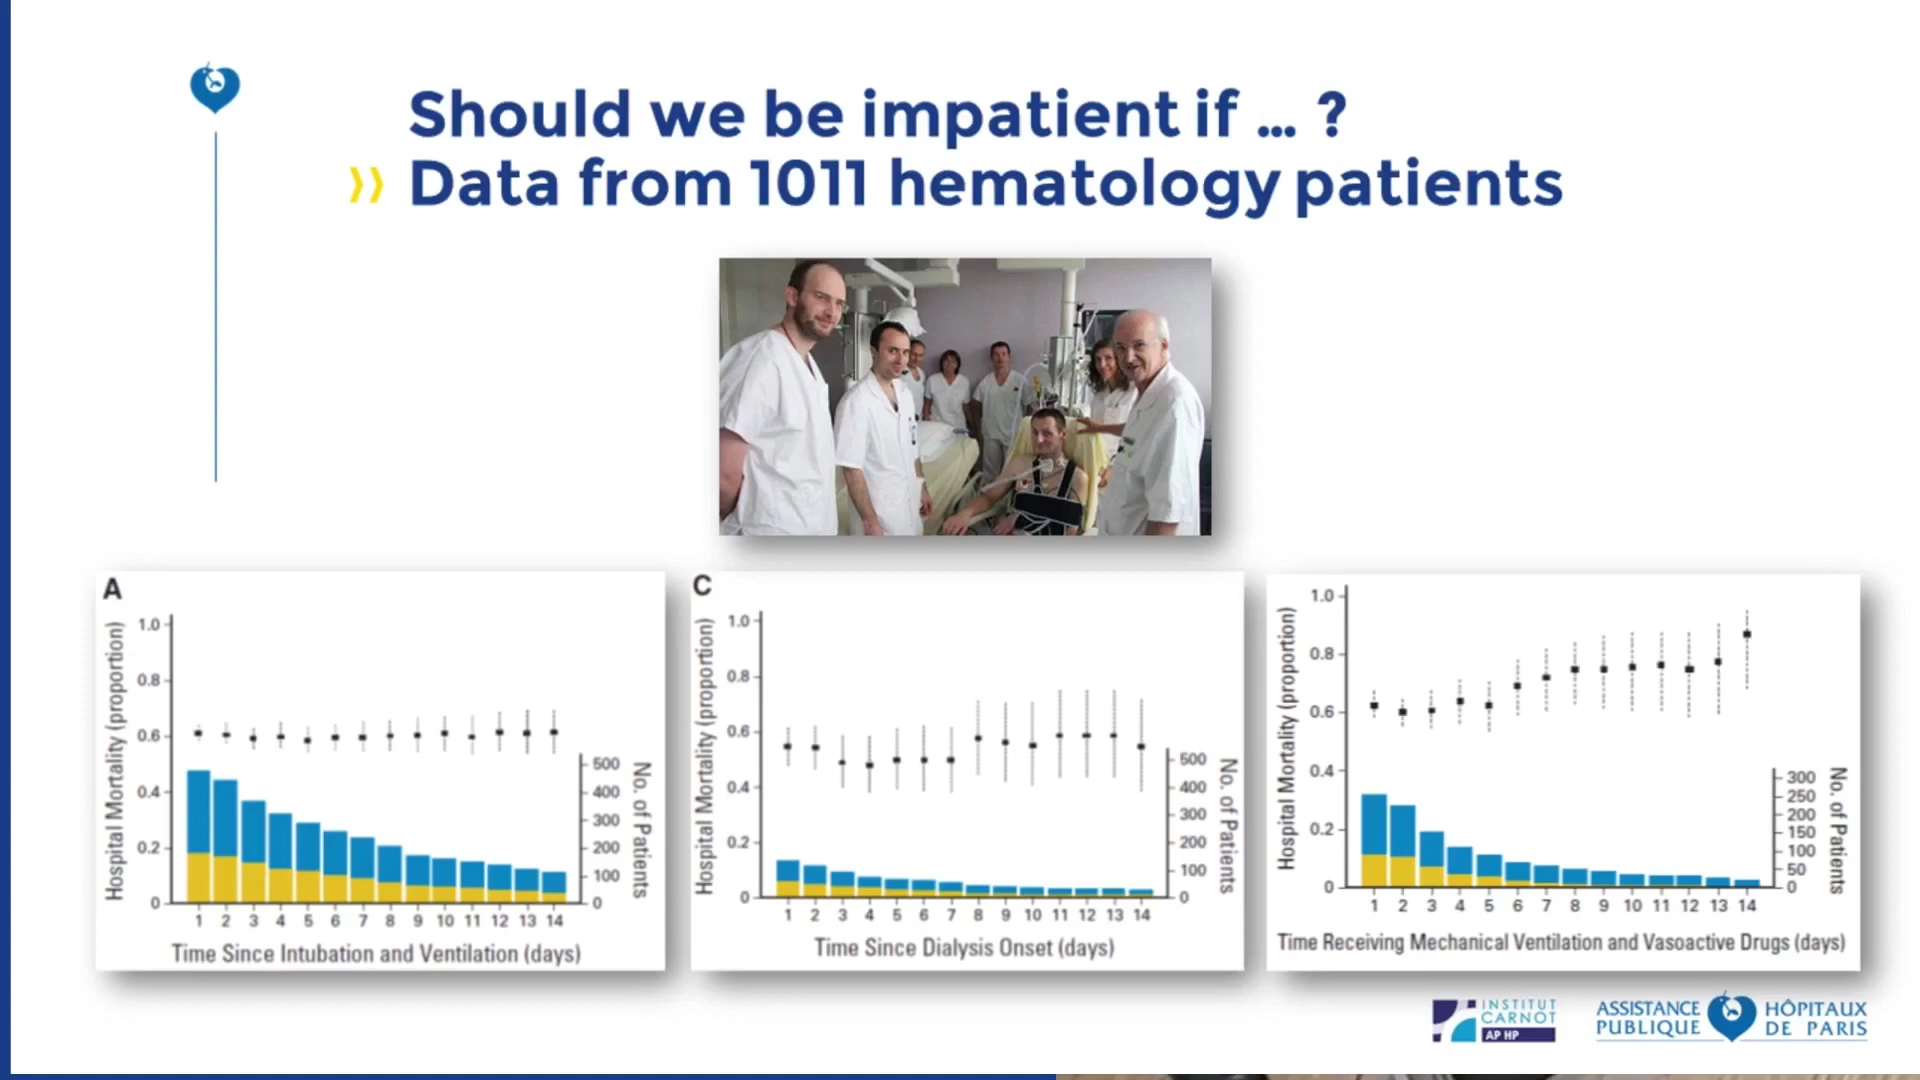 Should we be impatient if ... ?
Data from 1011 hematology patients
A
Hospital Mortality (proportion)
1.0
0.8
0.6
0.4
0.2
0
500
400
300
200
100
0
No. of Patients
1 2 3 4 5 6 7 8 9 10 11 12 13 14
Time Since Intubation and Ventilation (days)
C
Hospital Mortality (proportion)
1.0
0.8
0.6
0.4
0.2
0
500
400
300
200
100
0
No. of Patients
1 2 3 4 5 6 7 8 9 10 11 12 13 14
Time Since Dialysis Onset (days)
Hospital Mortality (proportion)
1.0
0.8
0.6
0.4
0.2
0
300
250
200
150
100
50
0
No. of Patients
1 2 3 4 5 6 7 8 9 10 11 12 13 14
Time Receiving Mechanical Ventilation and Vasoactive Drugs (days)
INSTITUT
CARNOT
AP HP
ASSISTANCE HÔPITAUX
PUBLIQUE DE PARIS